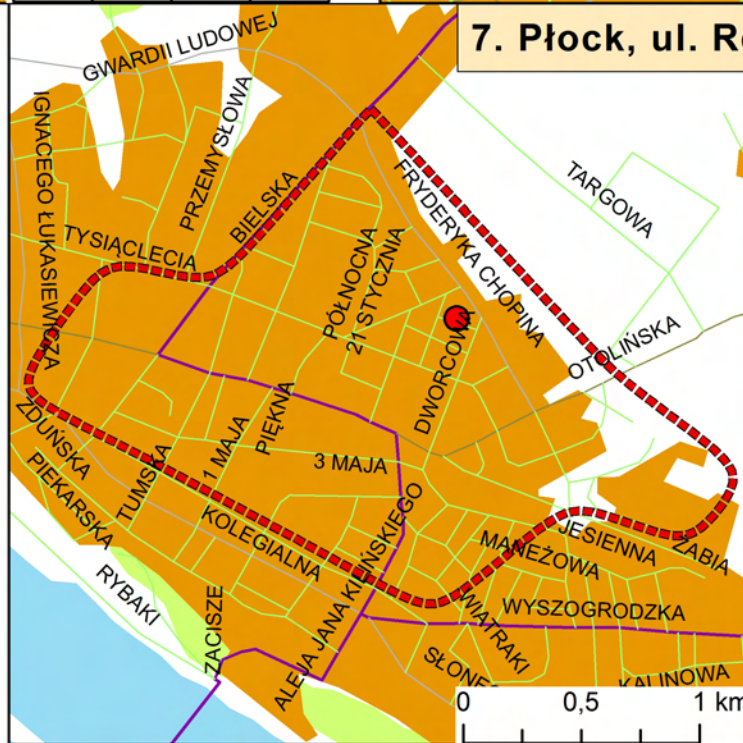 7. Płock, ul. R
GWARDII LUDOWEJ
IGNACEGO ŁUKASIEWICZA
PRZEMYSŁOWA
BIELSKA
TYSIĄCLECIA
FRYDERYKA CHOPINA
TARGOWA
PÓŁNOCNA
21 STYCZNIA
DWORCOWA
OTOLIŃSKA
ZDUŃSKA
PIEKARSKA
TUMSKA
1 MAJA
PIĘKNA
3 MAJA
KOLEGIALNA
ALEJA JANA KILIŃSKIEGO
MANEŻOWA
JESIENNA
ŻABIA
RYBAKI
ZACISZE
WIATRAKI
WYSZOGRODZKA
KALINOWA
0 0,5 1 km